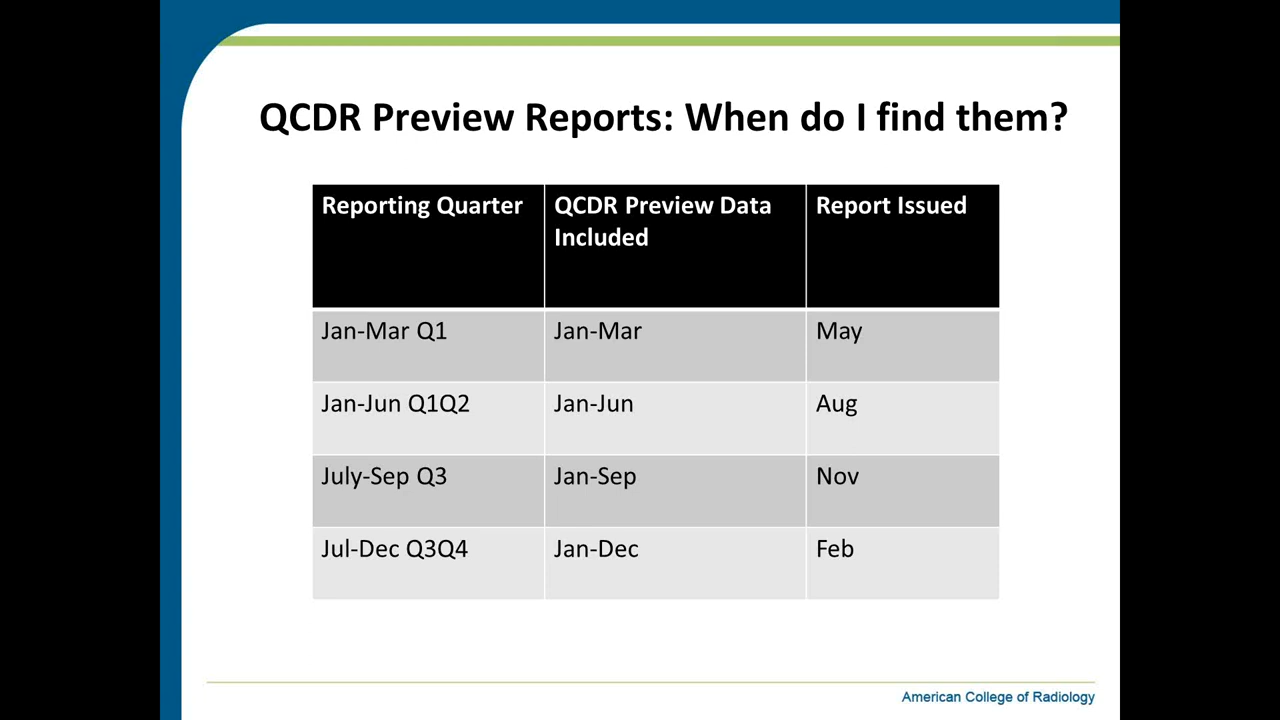 QCDR Preview Reports: When do I find them?
Reporting Quarter
QCDR Preview Data
Included
Report Issued
Jan-Mar Q1
Jan-Mar
May
Jan-Jun Q1Q2
Jan-Jun
Aug
July-Sep Q3
Jan-Sep
Nov
Jul-Dec Q3Q4
Jan-Dec
Feb
American College of Radiology